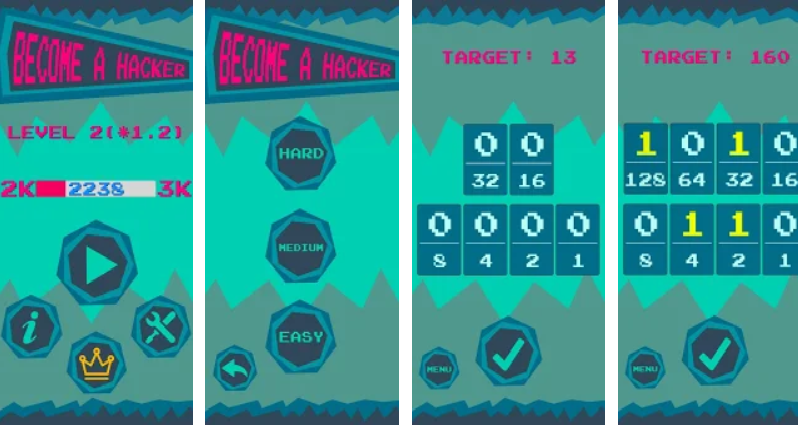 BECOME A HACKER
LEVEL 2(*1.2)
2K 2238 3K
BECOME A HACKER
HARD
MEDIUM
EASY
TARGET: 13
0 0
32 16
0 0 0 0
8 4 2 1
MENU
TARGET: 160
1 0 1 0
128 64 32 16
0 1 1 0
8 4 2 1
MENU